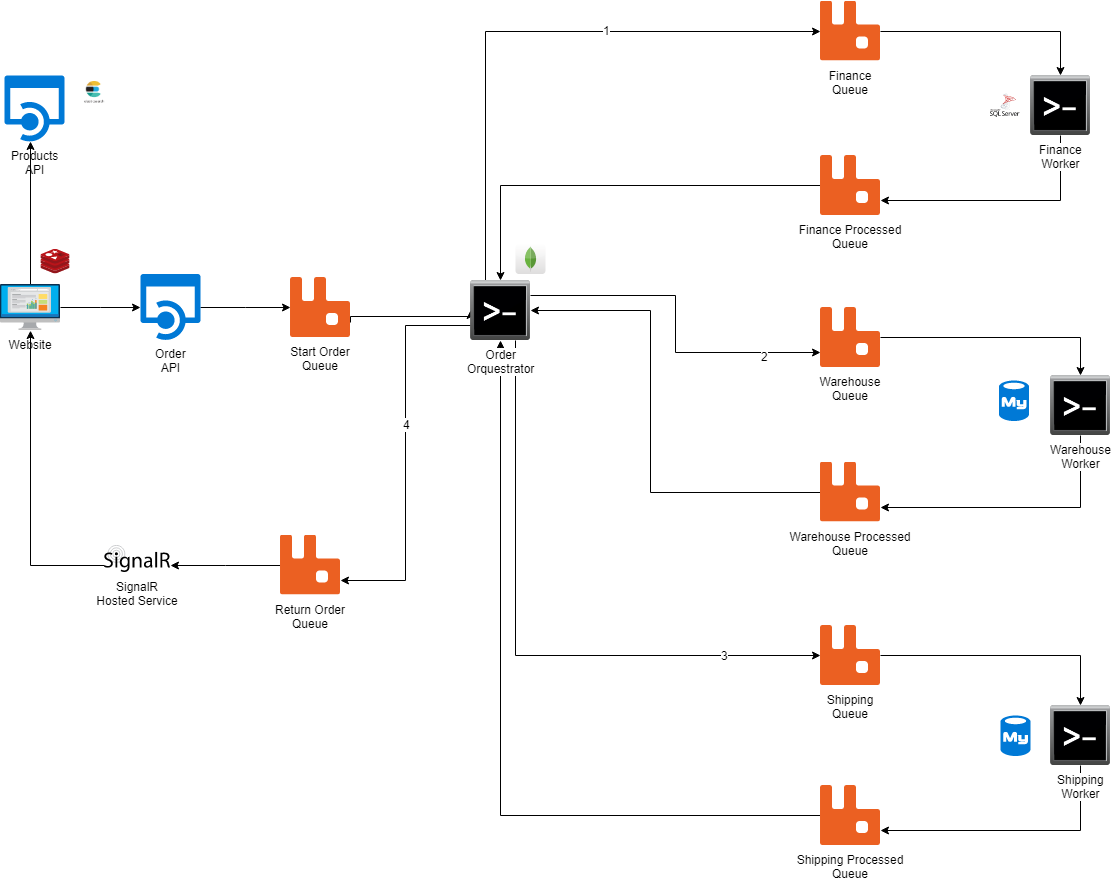 1
Finance
Queue
SQL Server
Finance
Worker
Products
API
Finance Processed
Queue
Website
Order
API
Start Order
Queue
Order
Orquestrator
2
Warehouse
Queue
My
Warehouse
Worker
4
Warehouse Processed
Queue
SignalR
SignalR
Hosted Service
Return Order
Queue
3
Shipping
Queue
My
Shipping
Worker
Shipping Processed
Queue